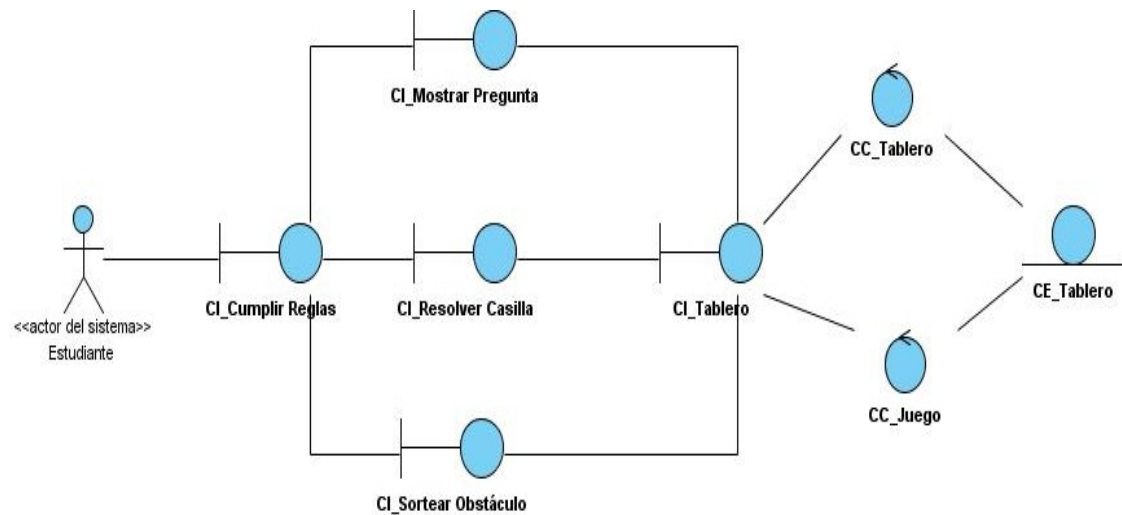 CI_Mostrar Pregunta
CC_Tablero
<<actor del sistema>>
Estudiante
CI_Cumplir Reglas
CI_Resolver Casilla
CI_Tablero
CE_Tablero
CC_Juego
CI_Sortear Obstáculo